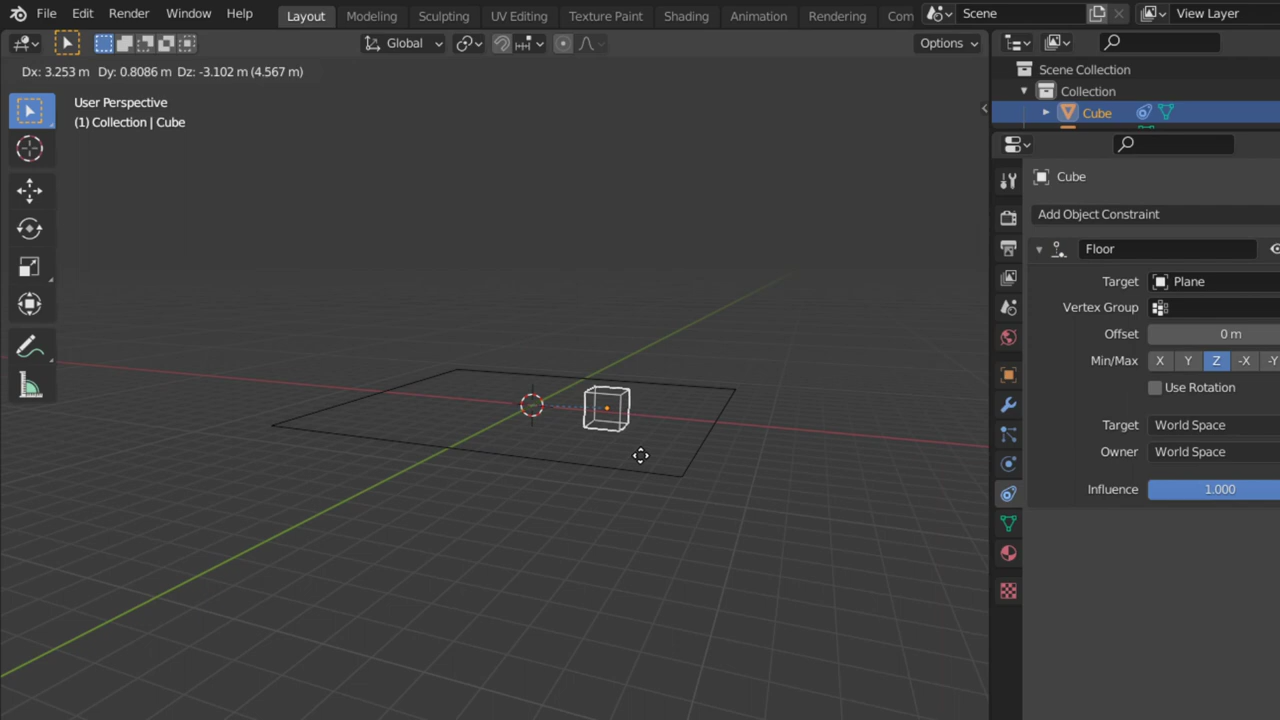 File Edit Render Window Help Layout Modeling Sculpting UV Editing Texture Paint Shading Animation Rendering Com Scene View Layer
Global Options
Dx: 3.253 m Dy: 0.8086 m Dz: -3.102 m (4.567 m)
User Perspective
(1) Collection | Cube
Scene Collection
Collection
Cube
Cube
Add Object Constraint
Floor
Target Plane
Vertex Group
Offset 0 m
Min/Max X Y Z -X -Y
Use Rotation
Target World Space
Owner World Space
Influence 1.000